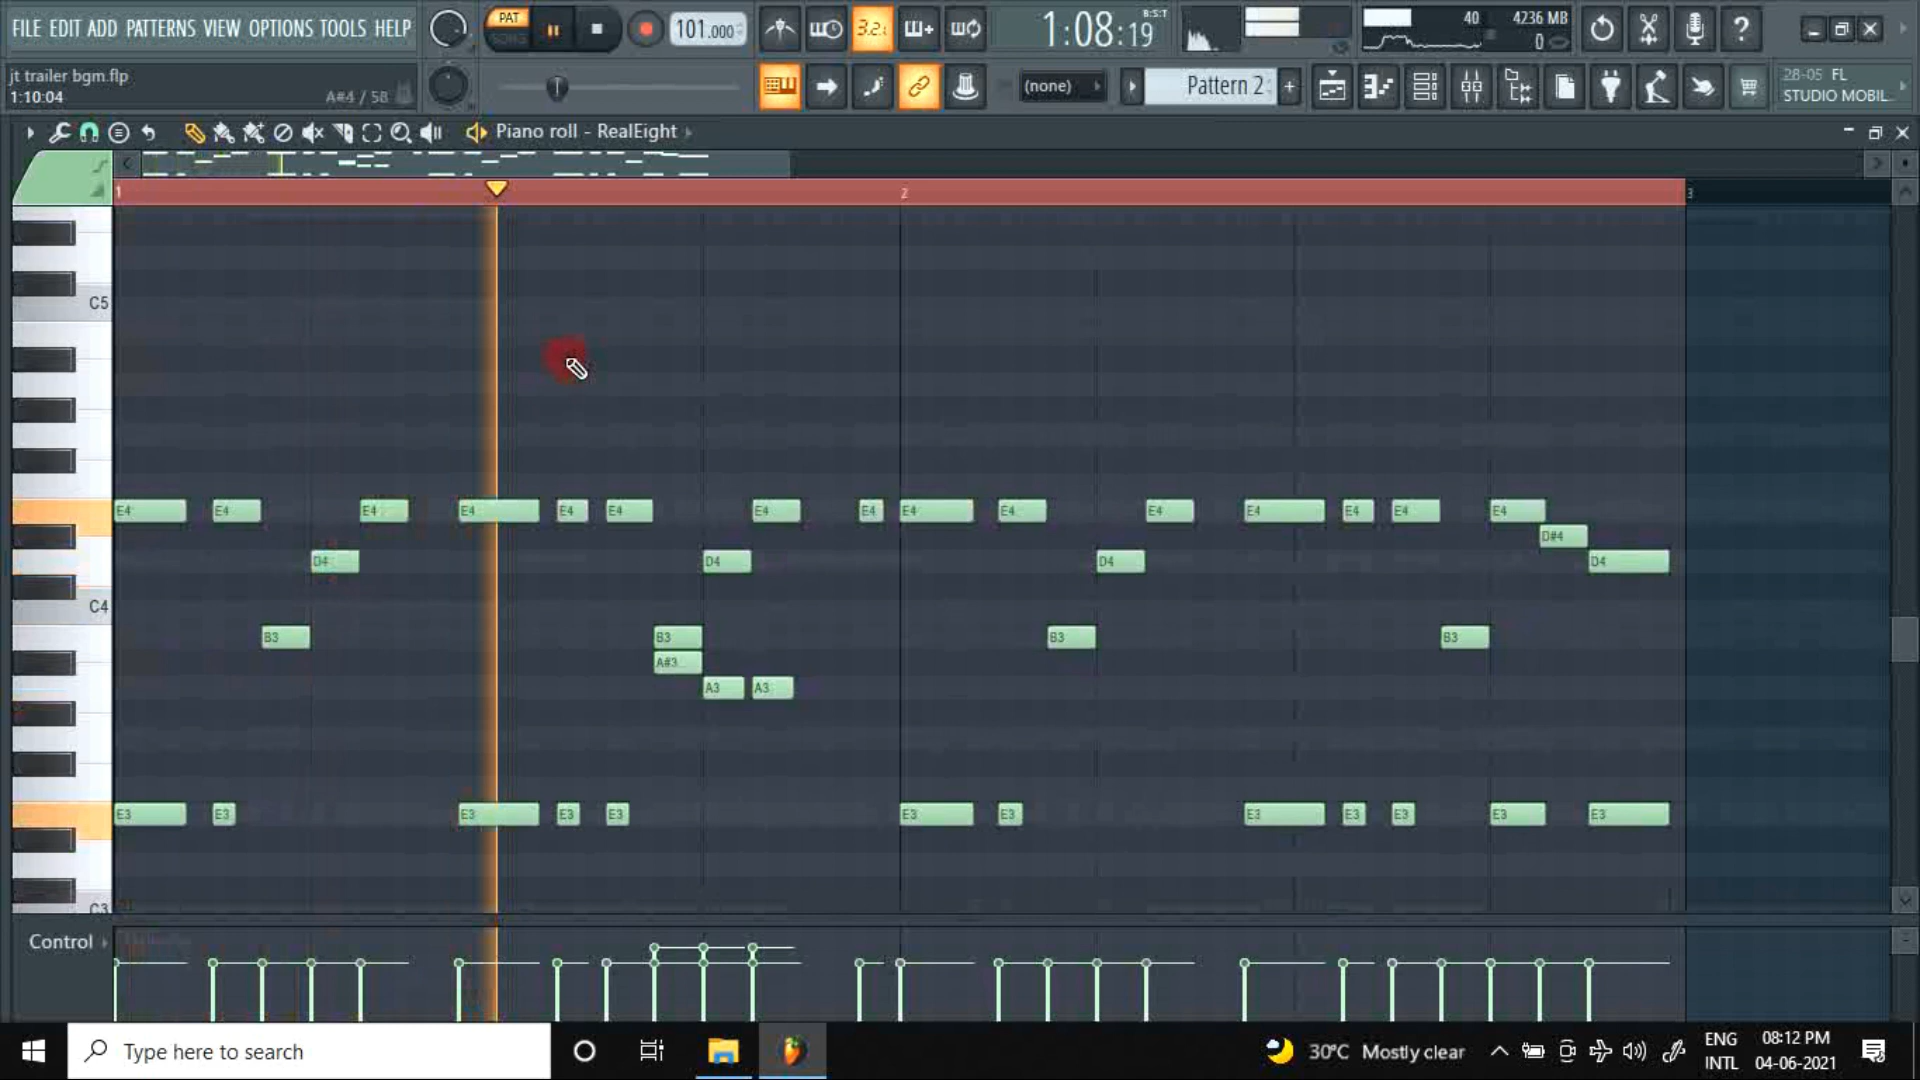 FILE EDIT ADD PATTERNS VIEW OPTIONS TOOLS HELP
PAT
SONG
101.000
3.2.
1:08:19
B:S:T
40
4236 MB
0
jt trailer bgm.flp
1:10:04
A#4 / 58
(none)
Pattern 2
28-05 FL
STUDIO MOBIL..
Piano roll - RealEight
1
2
3
C5
E4 E4 E4 E4 E4 E4 E4 E4 E4 E4 E4 E4 E4 E4 E4
D#4
D4 D4 D4 D4
C4
B3 B3 B3 B3
A#3
A3 A3
E3 E3 E3 E3 E3 E3 E3 E3 E3 E3 E3 E3
C3
Control
Type here to search
30°C Mostly clear
ENG
INTL
08:12 PM
04-06-2021